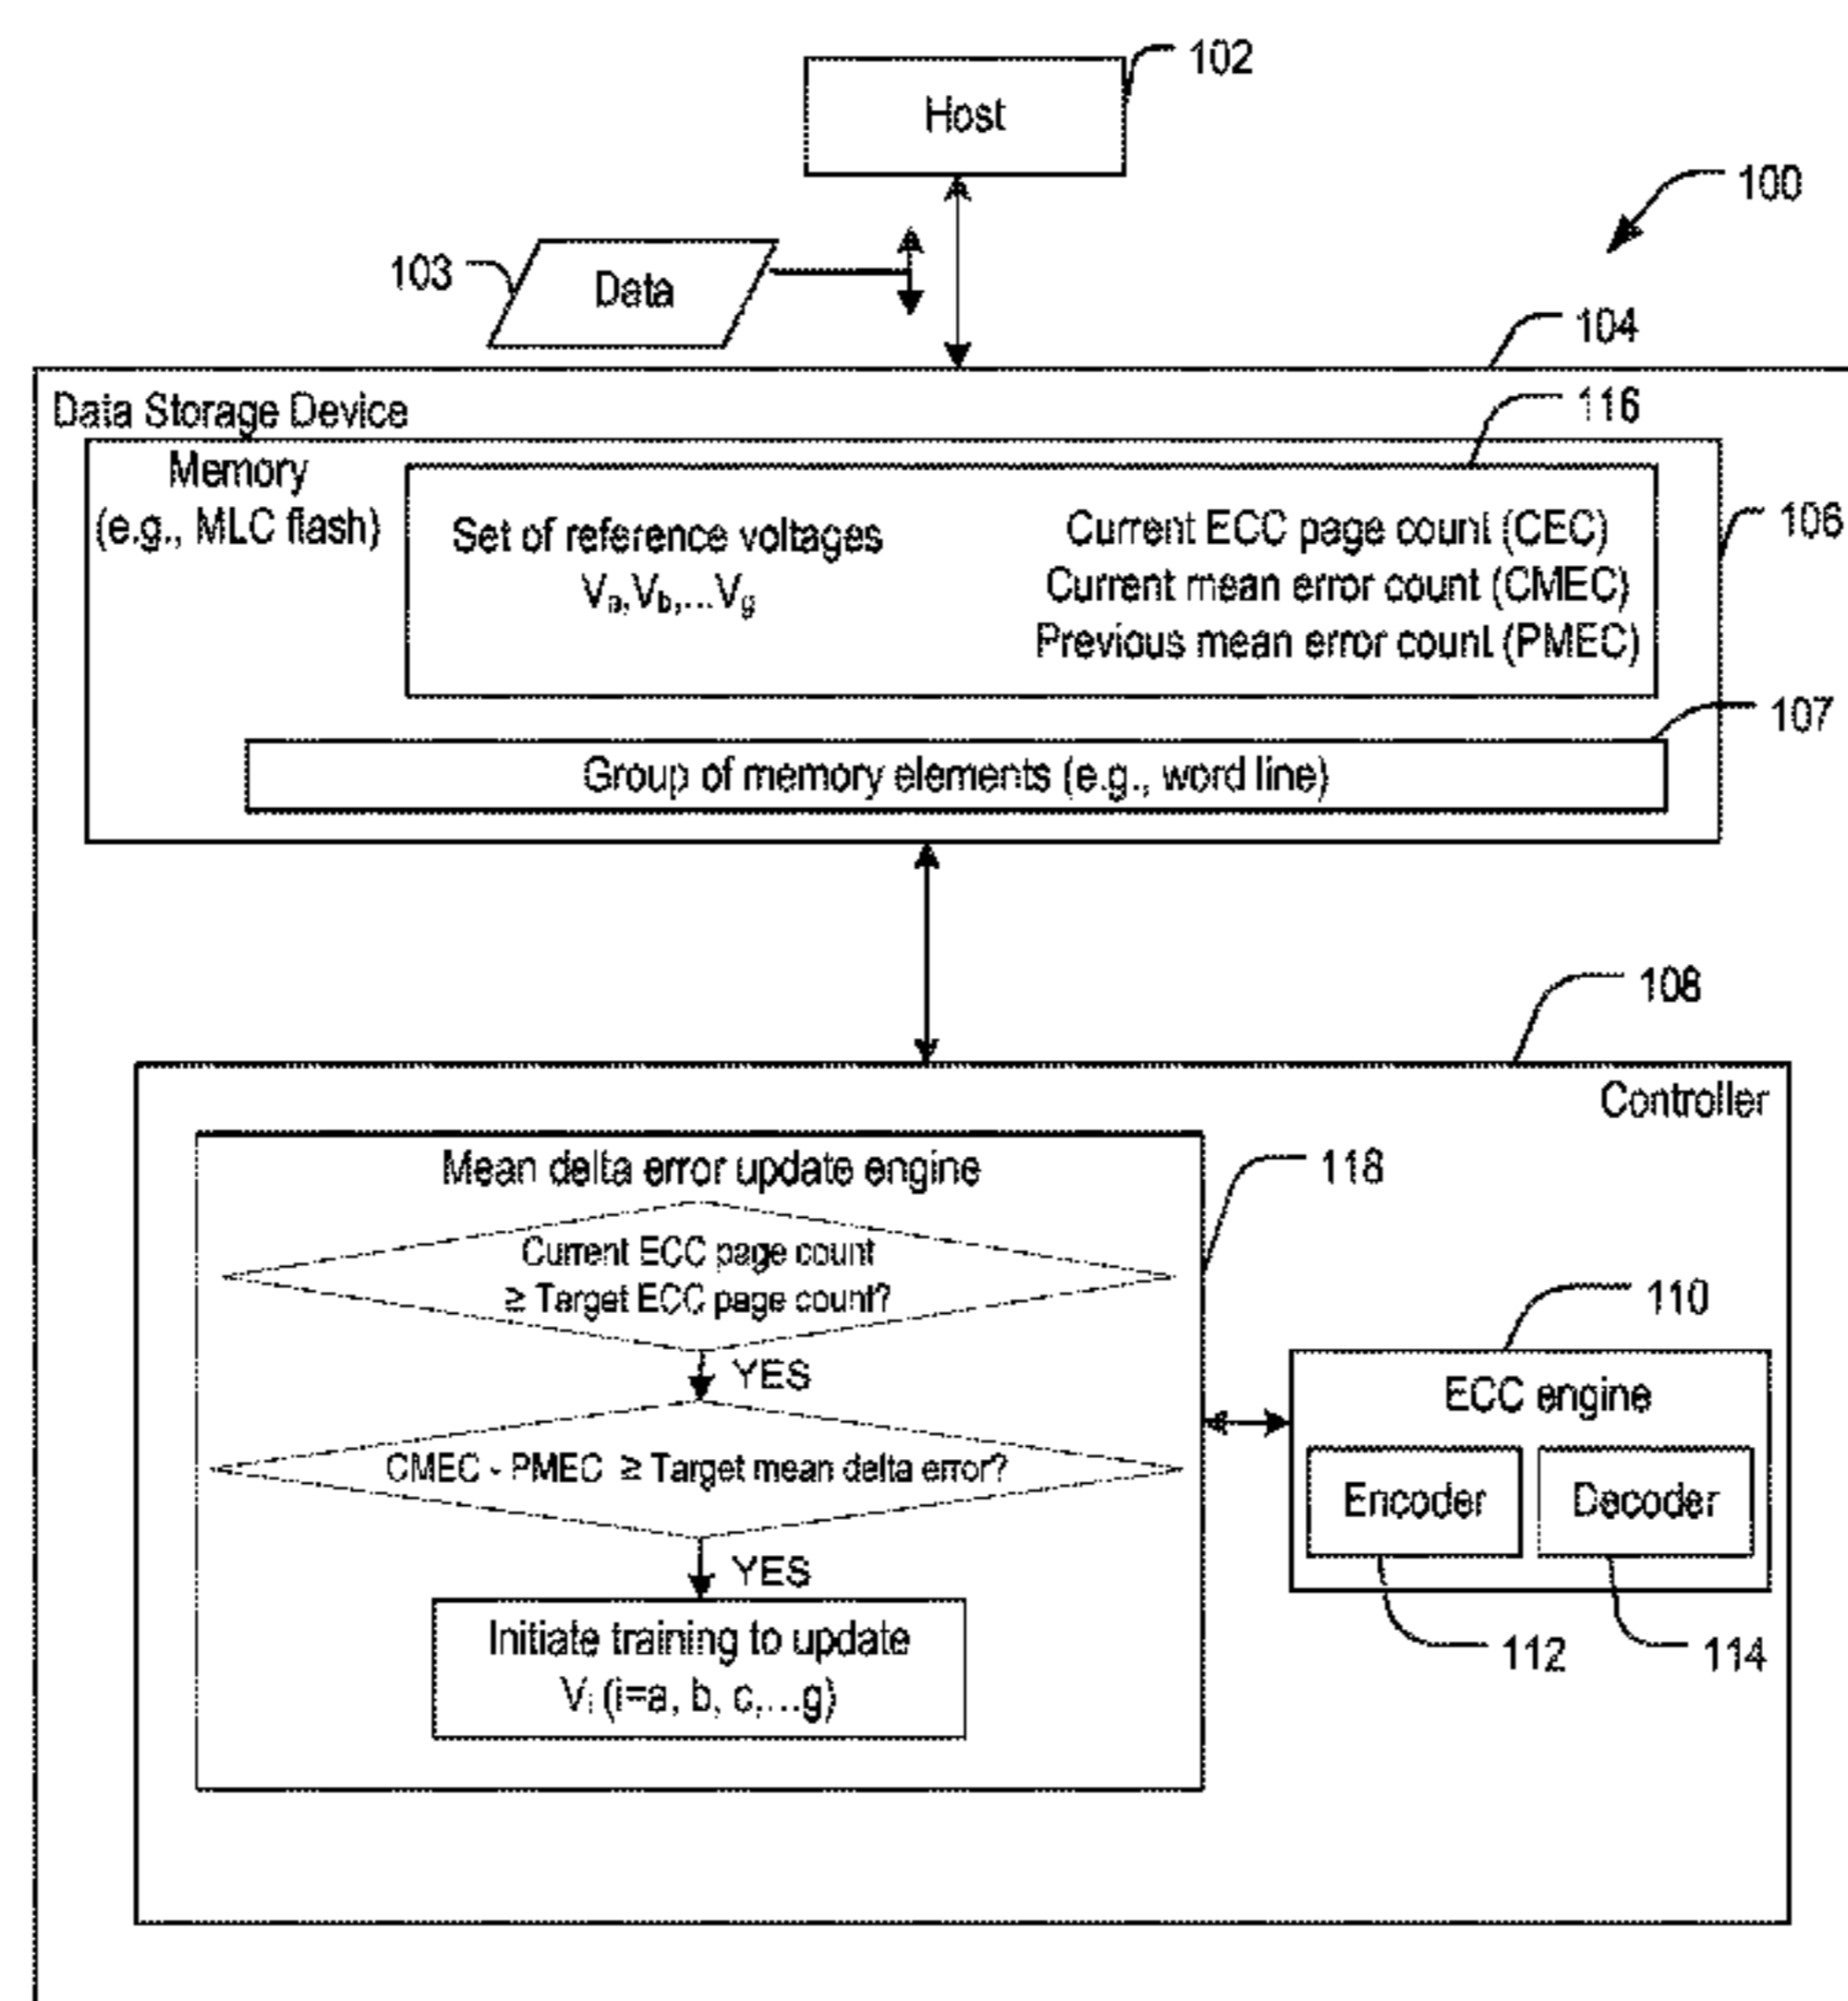 Host
102
100
103
Data
104
Data Storage Device
116
Memory
(e.g., MLC flash)
Set of reference voltages
Va,Vb,...Vg
Current ECC page count (CEC)
Current mean error count (CMEC)
Previous mean error count (PMEC)
106
107
Group of memory elements (e.g., word line)
108
Controller
Mean delta error update engine
118
Current ECC page count
≥ Target ECC page count?
YES
110
ECC engine
CMEC - PMEC ≥ Target mean delta error?
Encoder
Decoder
YES
Initiate training to update
Vi (i=a, b, c,...g)
112
114